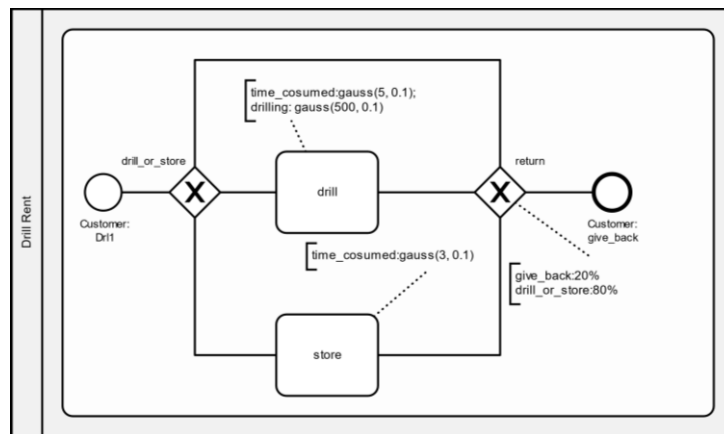 Drill Rent
time_cosumed:gauss(5, 0.1);
drilling: gauss(500, 0.1)
drill_or_store
return
X
drill
X
Customer:
Drl1
Customer:
give_back
time_cosumed:gauss(3, 0.1)
give_back:20%
drill_or_store:80%
store